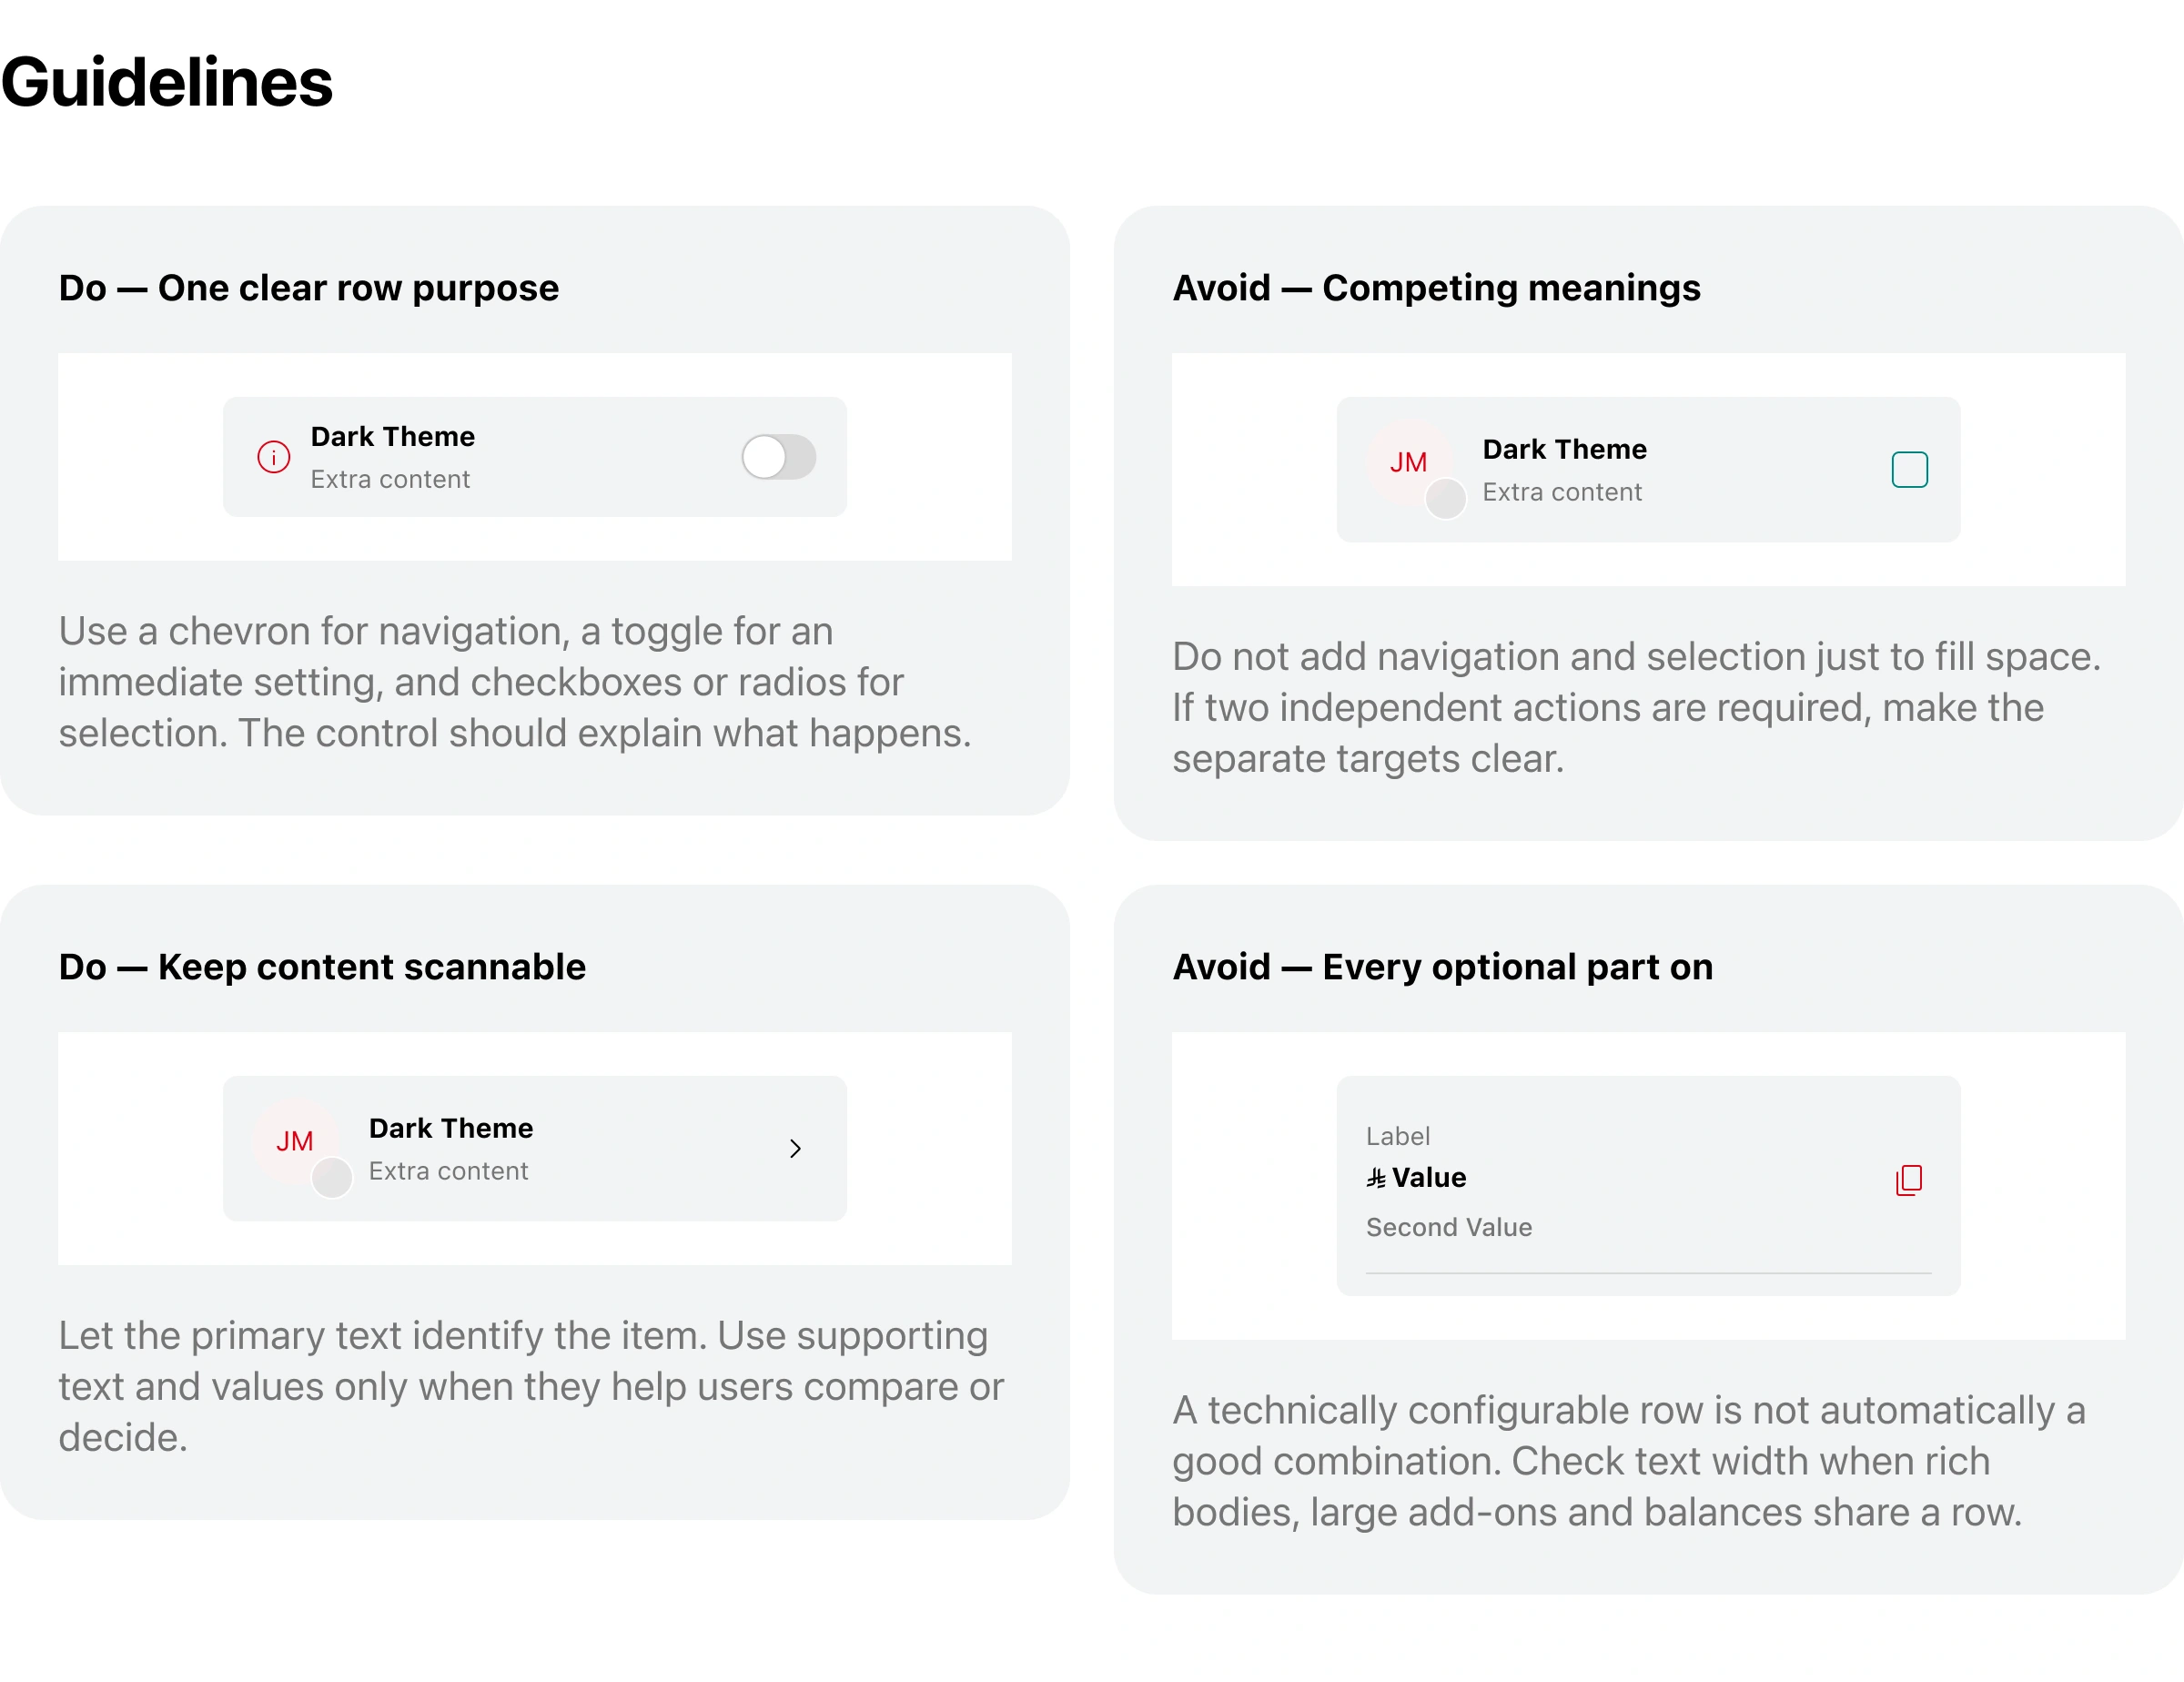 Guidelines
Do — One clear row purpose
Dark Theme
Extra content
Use a chevron for navigation, a toggle for an
immediate setting, and checkboxes or radios for
selection. The control should explain what happens.
Avoid — Competing meanings
JM
Dark Theme
Extra content
Do not add navigation and selection just to fill space.
If two independent actions are required, make the
separate targets clear.
Do — Keep content scannable
JM
Dark Theme
Extra content
Let the primary text identify the item. Use supporting
text and values only when they help users compare or
decide.
Avoid — Every optional part on
Label
Value
Second Value
A technically configurable row is not automatically a
good combination. Check text width when rich
bodies, large add-ons and balances share a row.